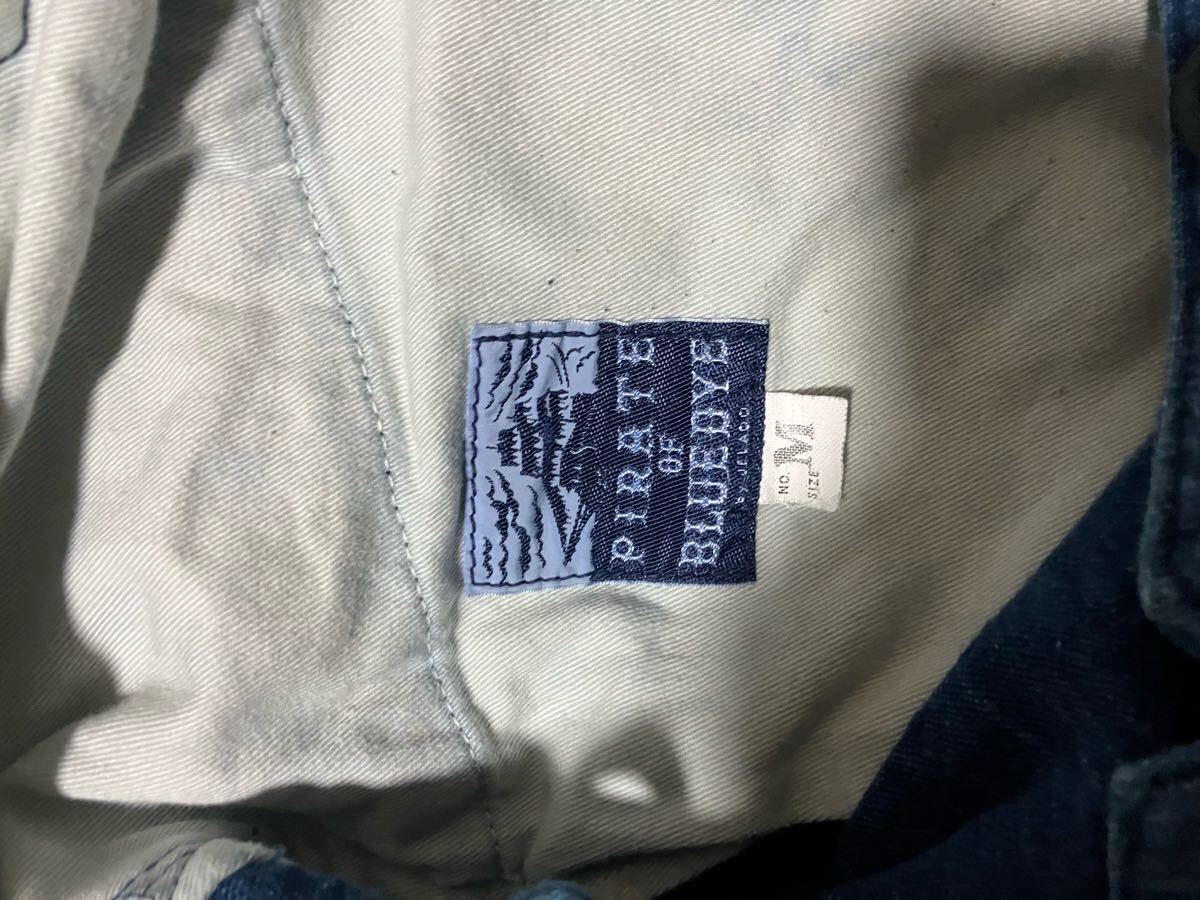 PIRATE
OF
BLUEDYE
NO.
M
SIZE